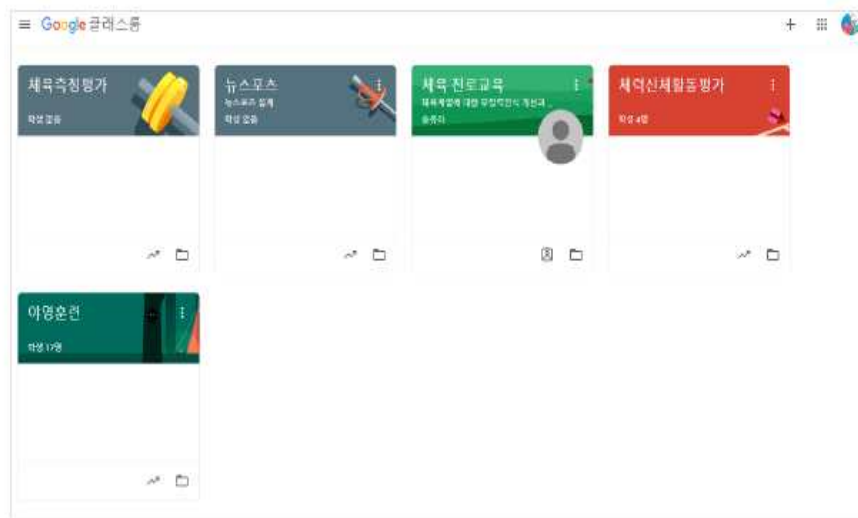 Google 클래스룸
체육측정평가
학생 없음
뉴스포츠
뉴스포츠 설계
학생 없음
체육 진로교육
체육계열에 대한 무장학인식 개선과 ...
체력신체활동평가
학생 4명
야영훈련
학생 17명